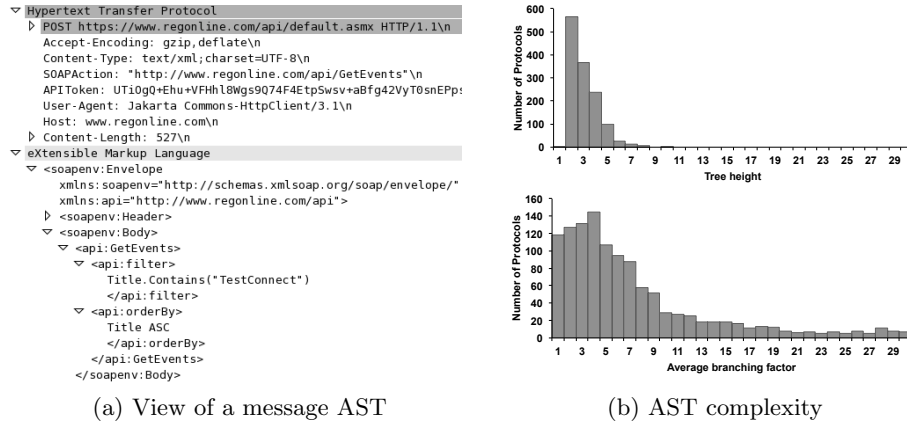 Hypertext Transfer Protocol
POST https://www.regonline.com/api/default.asmx HTTP/1.1\n
Accept-Encoding: gzip,deflate\n
Content-Type: text/xml;charset=UTF-8\n
SOAPAction: "http://www.regonline.com/api/GetEvents"\n
APIToken: UTiOgQ+Ehu+VFHhl8Wgs9Q74F4EtpSwsv+aBfg42VyT0snEPps
User-Agent: Jakarta Commons-HttpClient/3.1\n
Host: www.regonline.com\n
Content-Length: 527\n
eXtensible Markup Language
<soapenv:Envelope
xmlns:soapenv="http://schemas.xmlsoap.org/soap/envelope/"
xmlns:api="http://www.regonline.com/api">
<soapenv:Header>
<soapenv:Body>
<api:GetEvents>
<api:filter>
Title.Contains("TestConnect")
</api:filter>
<api:orderBy>
Title ASC
</api:orderBy>
</api:GetEvents>
</soapenv:Body>
(a) View of a message AST
Number of Protocols
600
500
400
300
200
100
0
1 3 5 7 9 11 13 15 17 19 21 23 25 27 29
Tree height
Number of Protocols
160
140
120
100
80
60
40
20
0
1 3 5 7 9 11 13 15 17 19 21 23 25 27 29
Average branching factor
(b) AST complexity